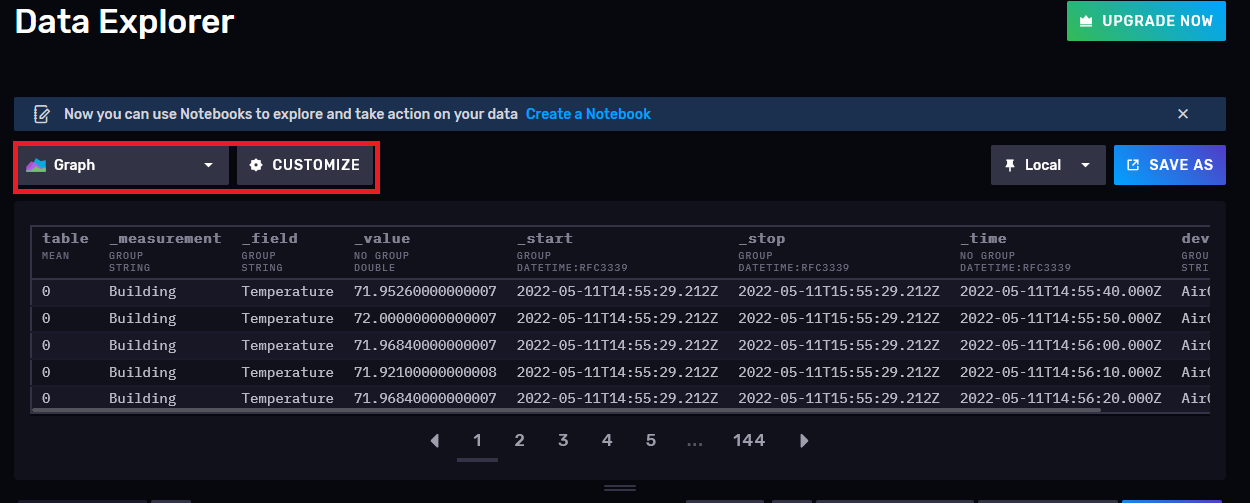 Data Explorer
UPGRADE NOW
Now you can use Notebooks to explore and take action on your data Create a Notebook
Graph CUSTOMIZE Local SAVE AS
table _measurement _field _value _start _stop _time dev
MEAN GROUP GROUP NO GROUP GROUP GROUP NO GROUP GROU
STRING STRING DOUBLE DATETIME:RFC3339 DATETIME:RFC3339 DATETIME:RFC3339 STRI
0 Building Temperature 71.95260000000007 2022-05-11T14:55:29.212Z 2022-05-11T15:55:29.212Z 2022-05-11T14:55:40.000Z Air
0 Building Temperature 72.00000000000007 2022-05-11T14:55:29.212Z 2022-05-11T15:55:29.212Z 2022-05-11T14:55:50.000Z Air
0 Building Temperature 71.96840000000007 2022-05-11T14:55:29.212Z 2022-05-11T15:55:29.212Z 2022-05-11T14:56:00.000Z Air
0 Building Temperature 71.92100000000008 2022-05-11T14:55:29.212Z 2022-05-11T15:55:29.212Z 2022-05-11T14:56:10.000Z Air
0 Building Temperature 71.96840000000007 2022-05-11T14:55:29.212Z 2022-05-11T15:55:29.212Z 2022-05-11T14:56:20.000Z Air
1 2 3 4 5 ... 144